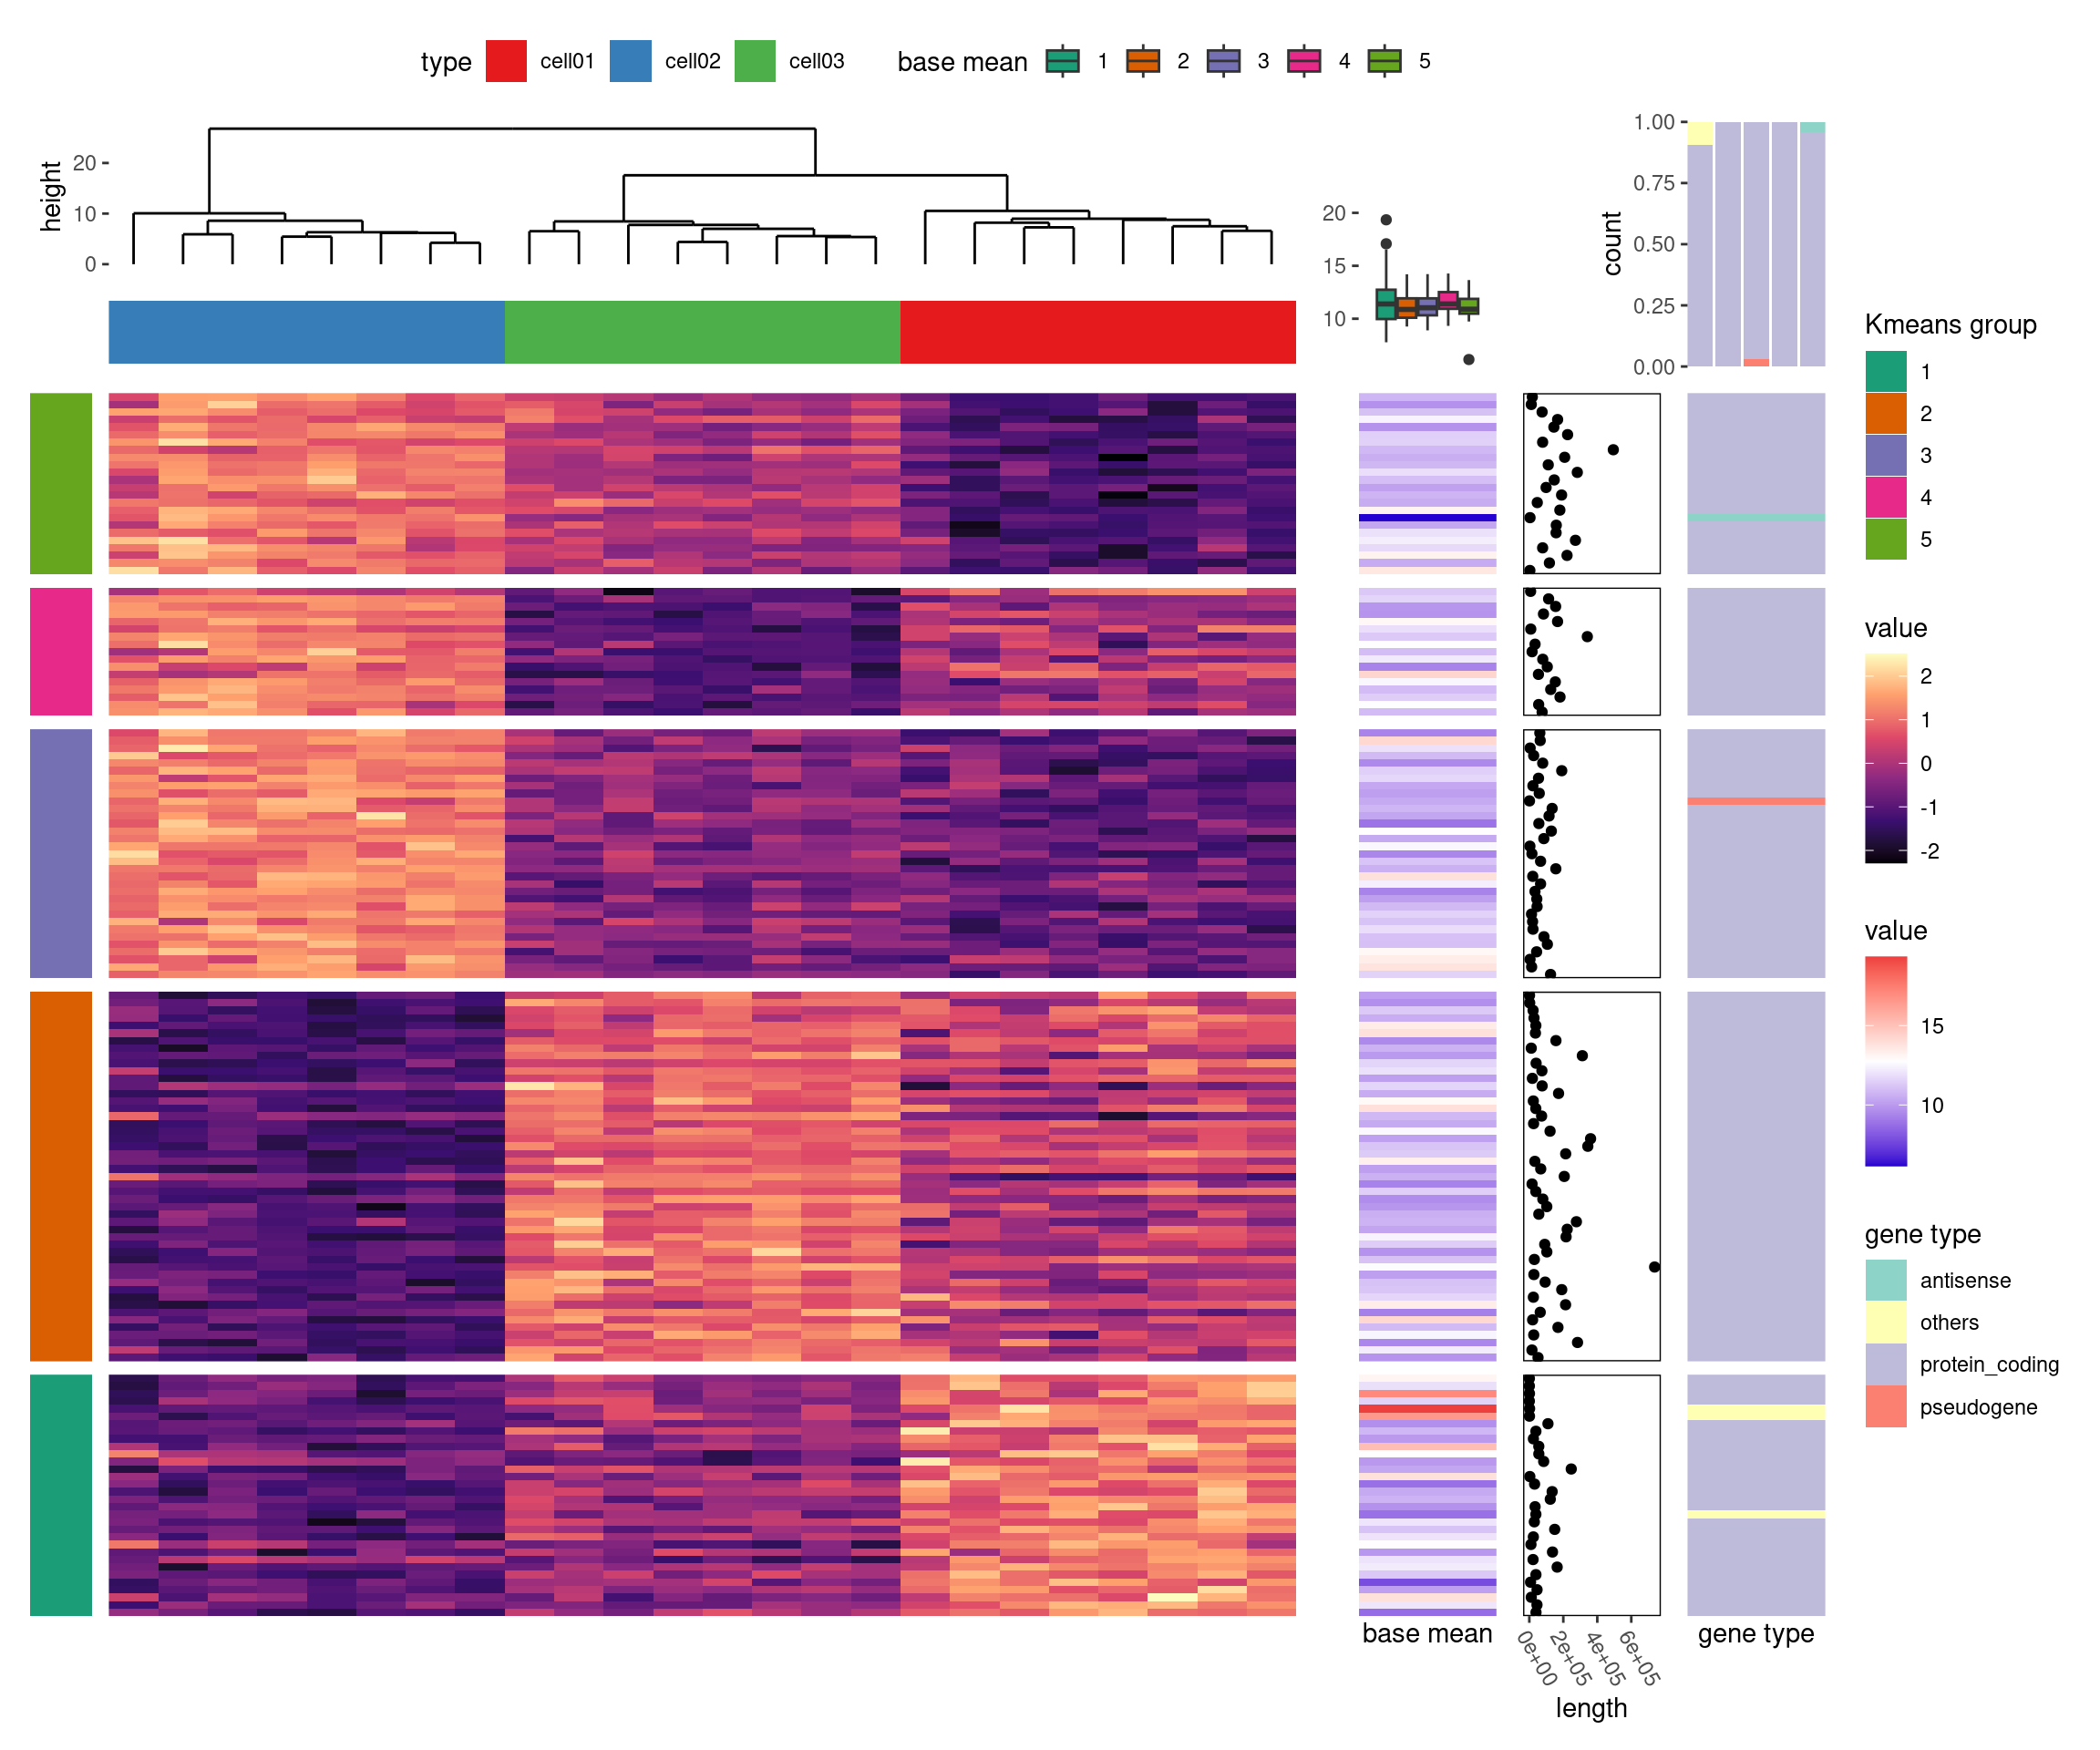 type cell01 cell02 cell03 base mean 1 2 3 4 5
height
20
10
0
20
15
10
count
1.00
0.75
0.50
0.25
0.00
Kmeans group
1
2
3
4
5
value
2
1
0
-1
-2
value
15
10
gene type
antisense
others
protein_coding
pseudogene
base mean
0e+00 2e+05 4e+05 6e+05
length
gene type